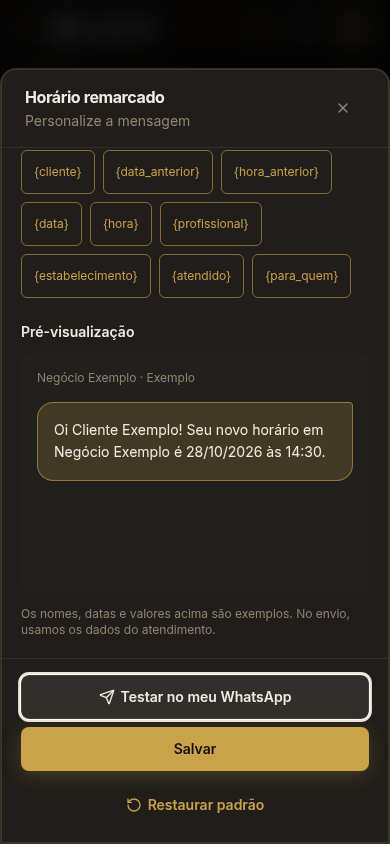 Horário remarcado
Personalize a mensagem
{cliente} {data_anterior} {hora_anterior}
{data} {hora} {profissional}
{estabelecimento} {atendido} {para_quem}
Pré-visualização
Negócio Exemplo · Exemplo
Oi Cliente Exemplo! Seu novo horário em
Negócio Exemplo é 28/10/2026 às 14:30.
Os nomes, datas e valores acima são exemplos. No envio,
usamos os dados do atendimento.
Testar no meu WhatsApp
Salvar
Restaurar padrão